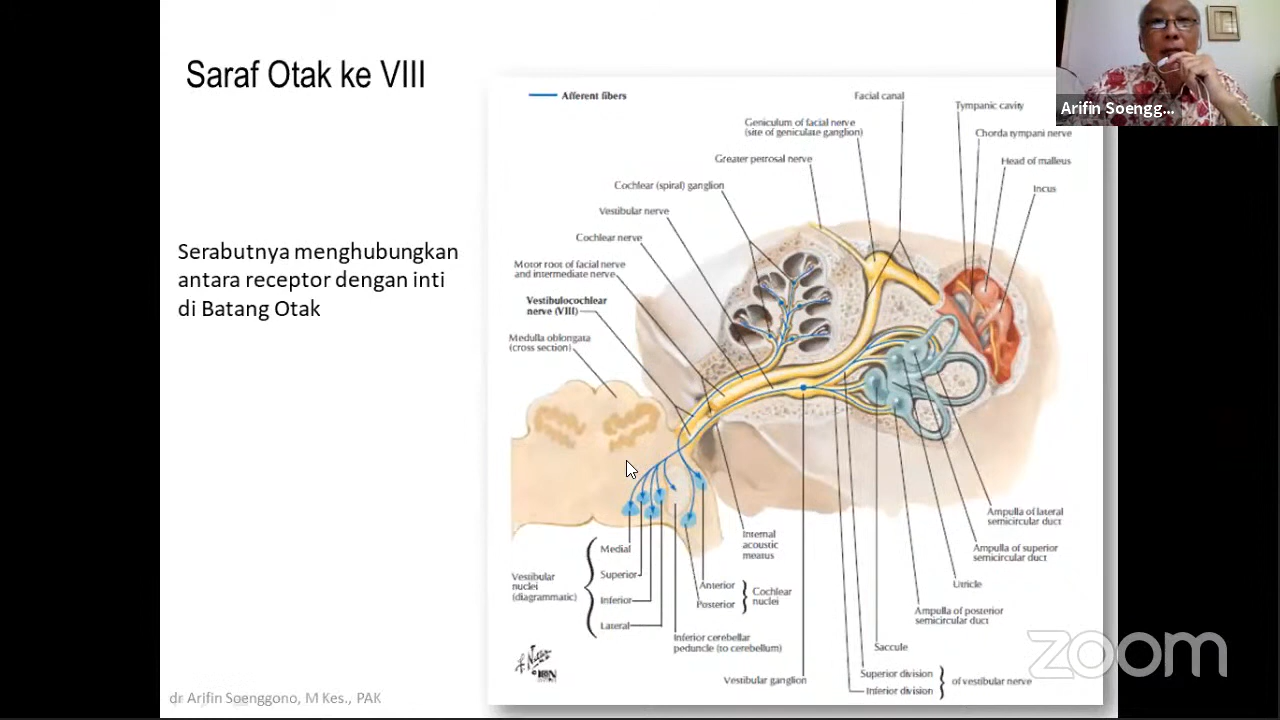 Saraf Otak ke VIII
Serabutnya menghubungkan
antara receptor dengan inti
di Batang Otak
Afferent fibers
Facial canal
Tympanic cavity
Geniculum of facial nerve
(site of geniculate ganglion)
Chorda tympani nerve
Greater petrosal nerve
Head of malleus
Cochlear (spiral) ganglion
Incus
Vestibular nerve
Cochlear nerve
Motor root of facial nerve
and intermediate nerve
Vestibulocochlear
nerve (VIII)
Medulla oblongata
(cross section)
Ampulla of lateral
semicircular duct
Internal
acoustic
meatus
Ampulla of superior
semicircular duct
Medial
Superior
Inferior
Lateral
Vestibular
nuclei
(diagrammatic)
Anterior
Posterior
Cochlear
nuclei
Utricle
Ampulla of posterior
semicircular duct
Inferior cerebellar
peduncle (to cerebellum)
Saccule
Vestibular ganglion
Superior division
Inferior division
of vestibular nerve
dr Arifin Soenggono, M Kes., PAK
Arifin Soengg...
zoom